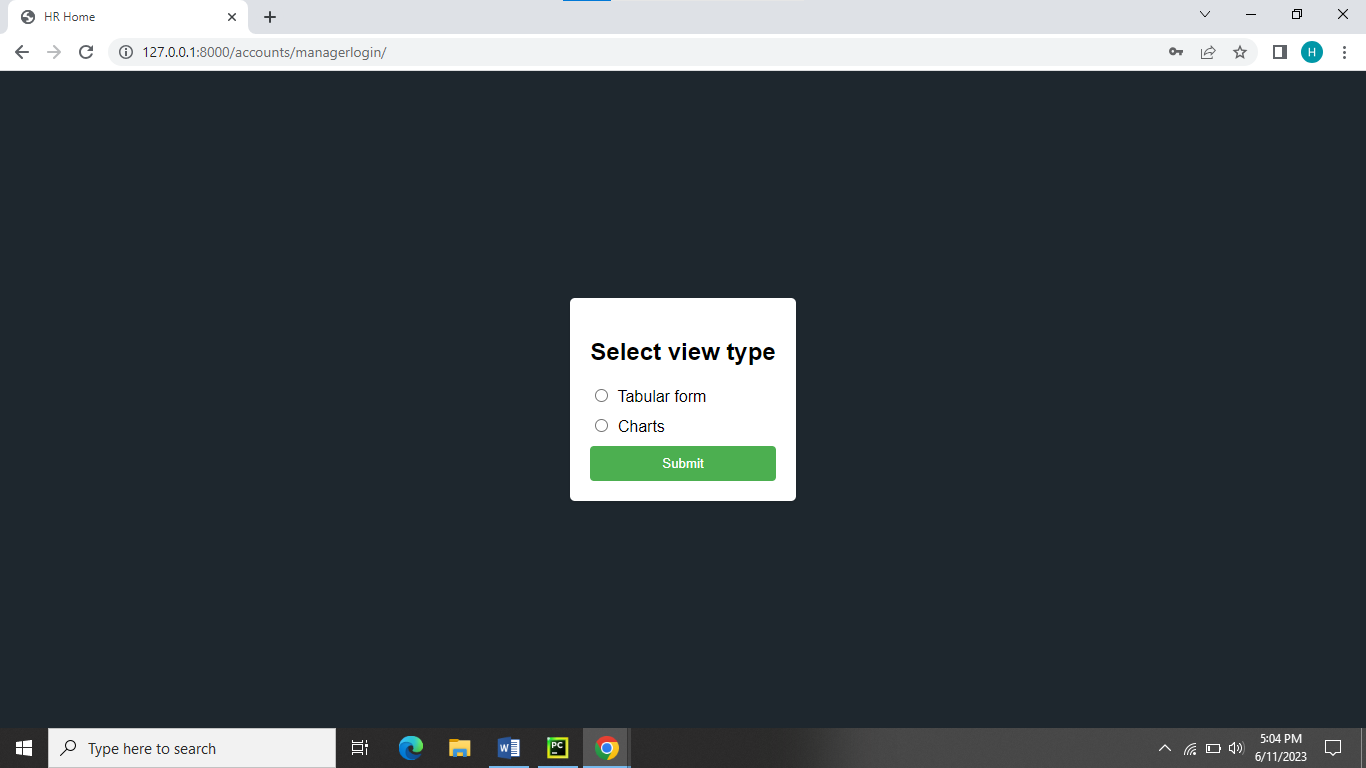 HR Home
127.0.0.1:8000/accounts/managerlogin/
H
Select view type
Tabular form
Charts
Submit
Type here to search
W
PC
5:04 PM
6/11/2023